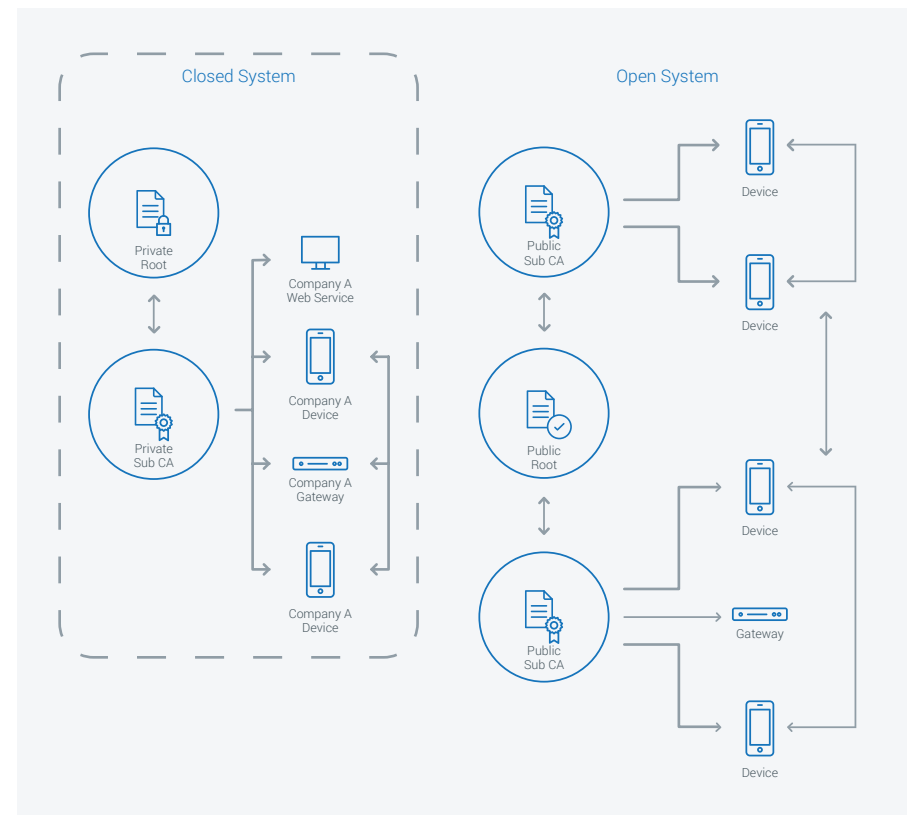 Closed System
Private
Root
Company A
Web Service
Company A
Device
Private
Sub CA
Company A
Gateway
Company A
Device
Open System
Device
Public
Sub CA
Device
Public
Root
Device
Gateway
Public
Sub CA
Device